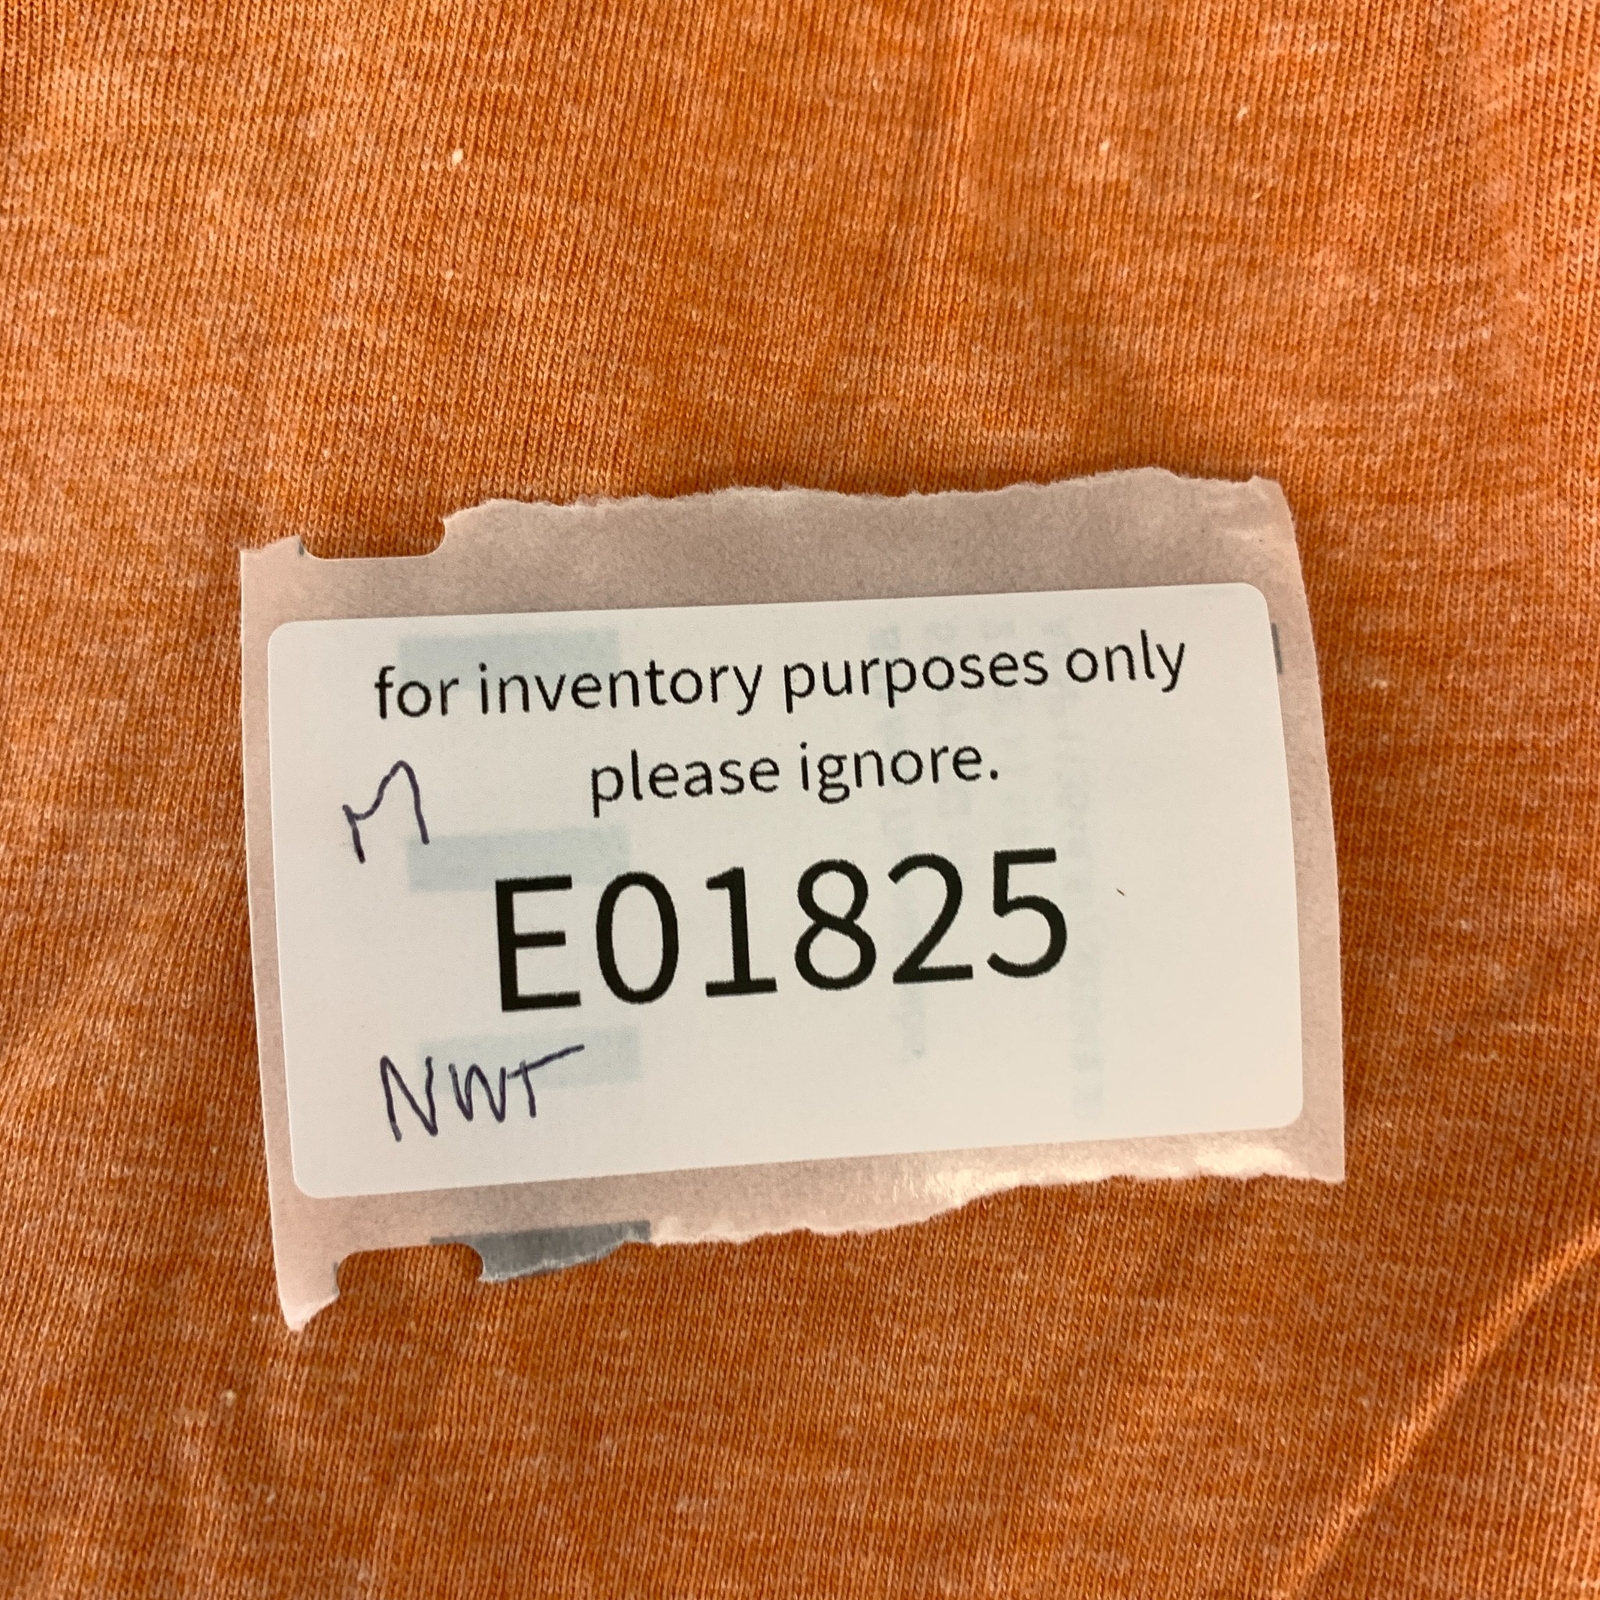 for inventory purposes only
please ignore.
M
E01825
NWT